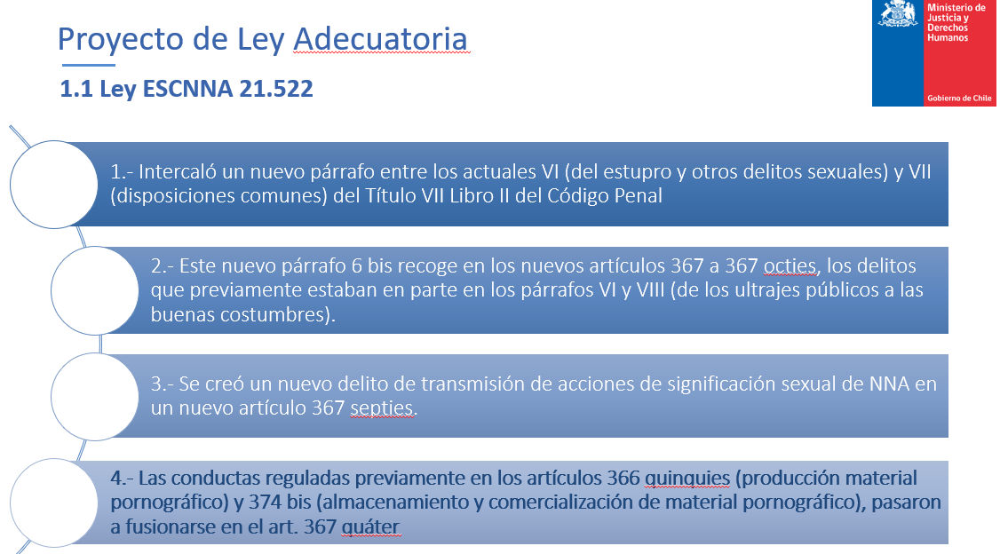 Proyecto de Ley Adecuatoria
1.1 Ley ESCNNA 21.522
Ministerio de
Justicia y
Derechos
Humanos
Gobierno de Chile
1.- Intercaló un nuevo párrafo entre los actuales VI (del estupro y otros delitos sexuales) y VII
(disposiciones comunes) del Título VII Libro II del Código Penal
2.- Este nuevo párrafo 6 bis recoge en los nuevos artículos 367 a 367 octies, los delitos
que previamente estaban en parte en los párrafos VI y VIII (de los ultrajes públicos a las
buenas costumbres).
3.- Se creó un nuevo delito de transmisión de acciones de significación sexual de NNA en
un nuevo artículo 367 septies.
4.- Las conductas reguladas previamente en los artículos 366 quinquies (producción material
pornográfico) y 374 bis (almacenamiento y comercialización de material pornográfico), pasaron
a fusionarse en el art. 367 quáter